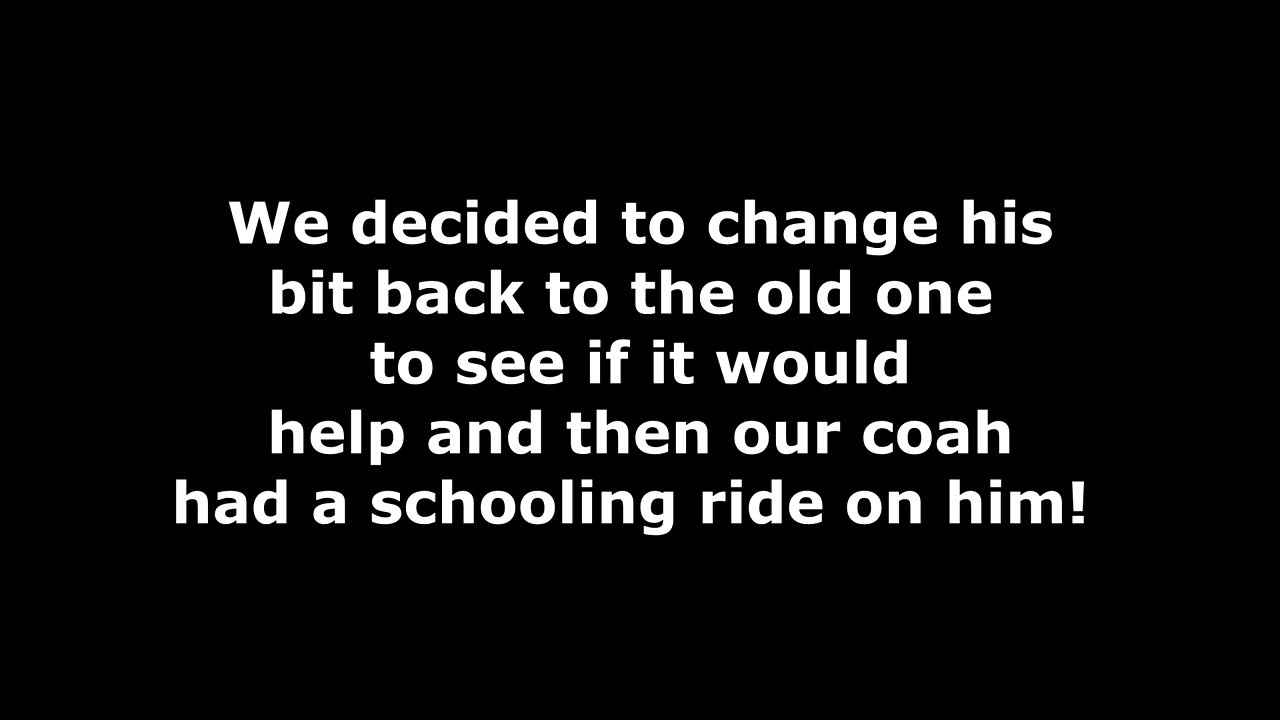 We decided to change his
bit back to the old one
to see if it would
help and then our coah
had a schooling ride on him!